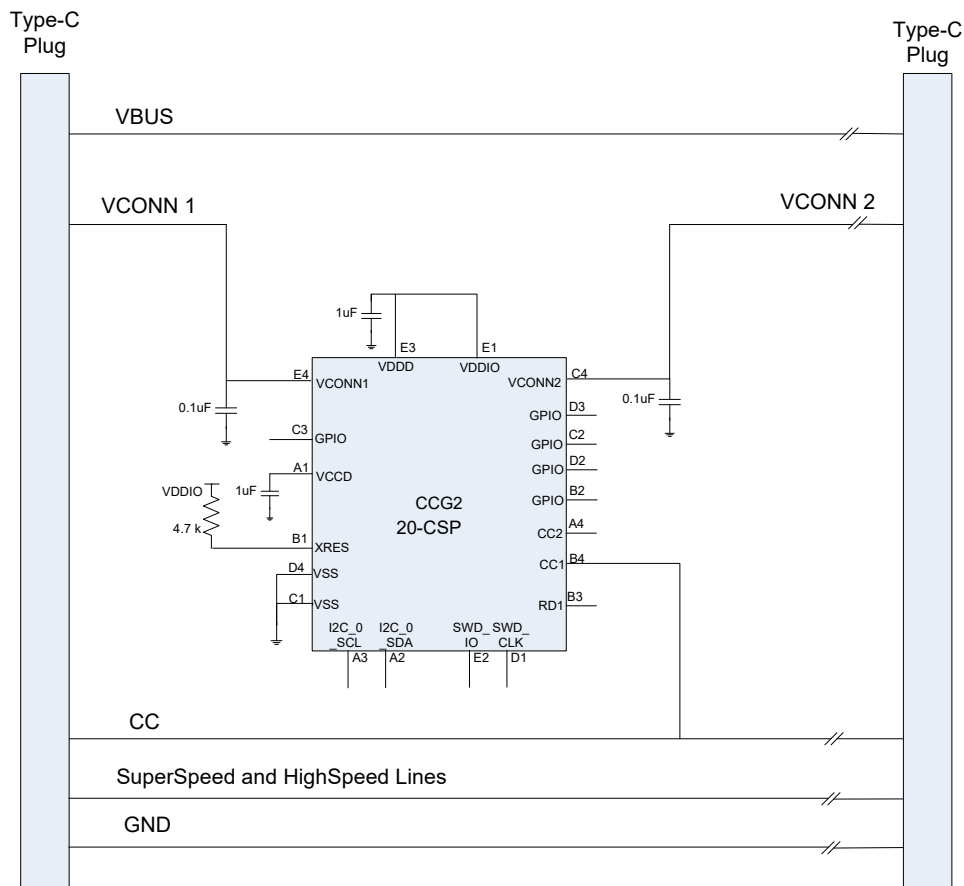 Type-C
Plug
Type-C
Plug
VBUS
VCONN 1
VCONN 2
1uF
E3
E1
VDDD
VDDIO
E4
VCONN1
VCONN2
C4
0.1uF
0.1uF
GPIO
D3
C3
GPIO
GPIO
C2
GPIO
D2
A1
VCCD
VDDIO
1uF
GPIO
B2
CCG2
20-CSP
4.7 k
CC2
A4
B1
XRES
CC1
B4
D4
VSS
C1
VSS
RD1
B3
I2C_0
_SCL
I2C_0
_SDA
SWD_
IO
SWD_
CLK
A3
A2
E2
D1
CC
SuperSpeed and HighSpeed Lines
GND